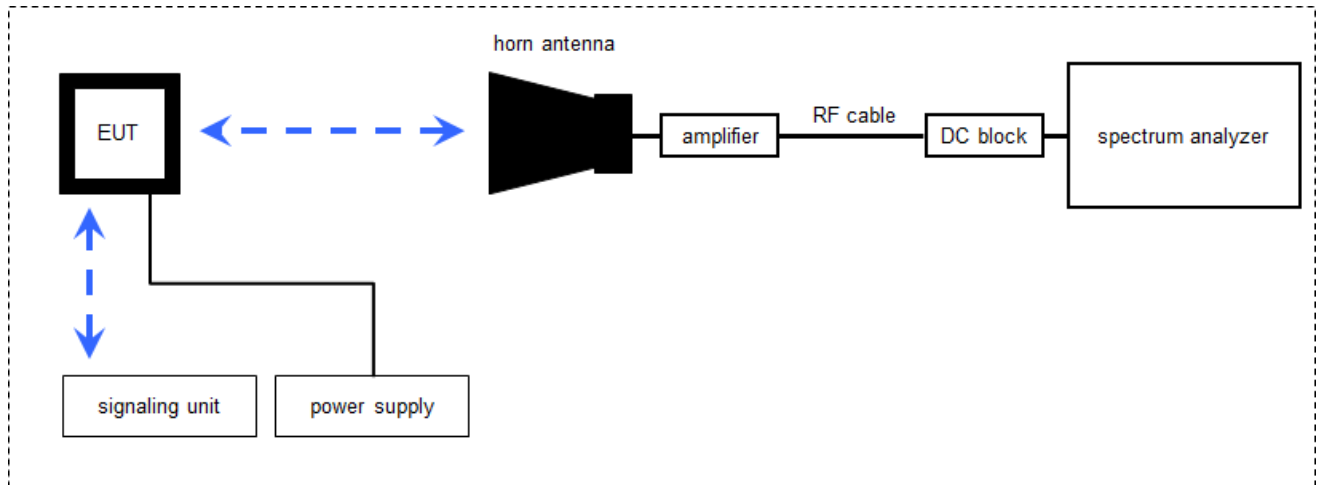 horn antenna
EUT
amplifier
RF cable
DC block
spectrum analyzer
signaling unit
power supply